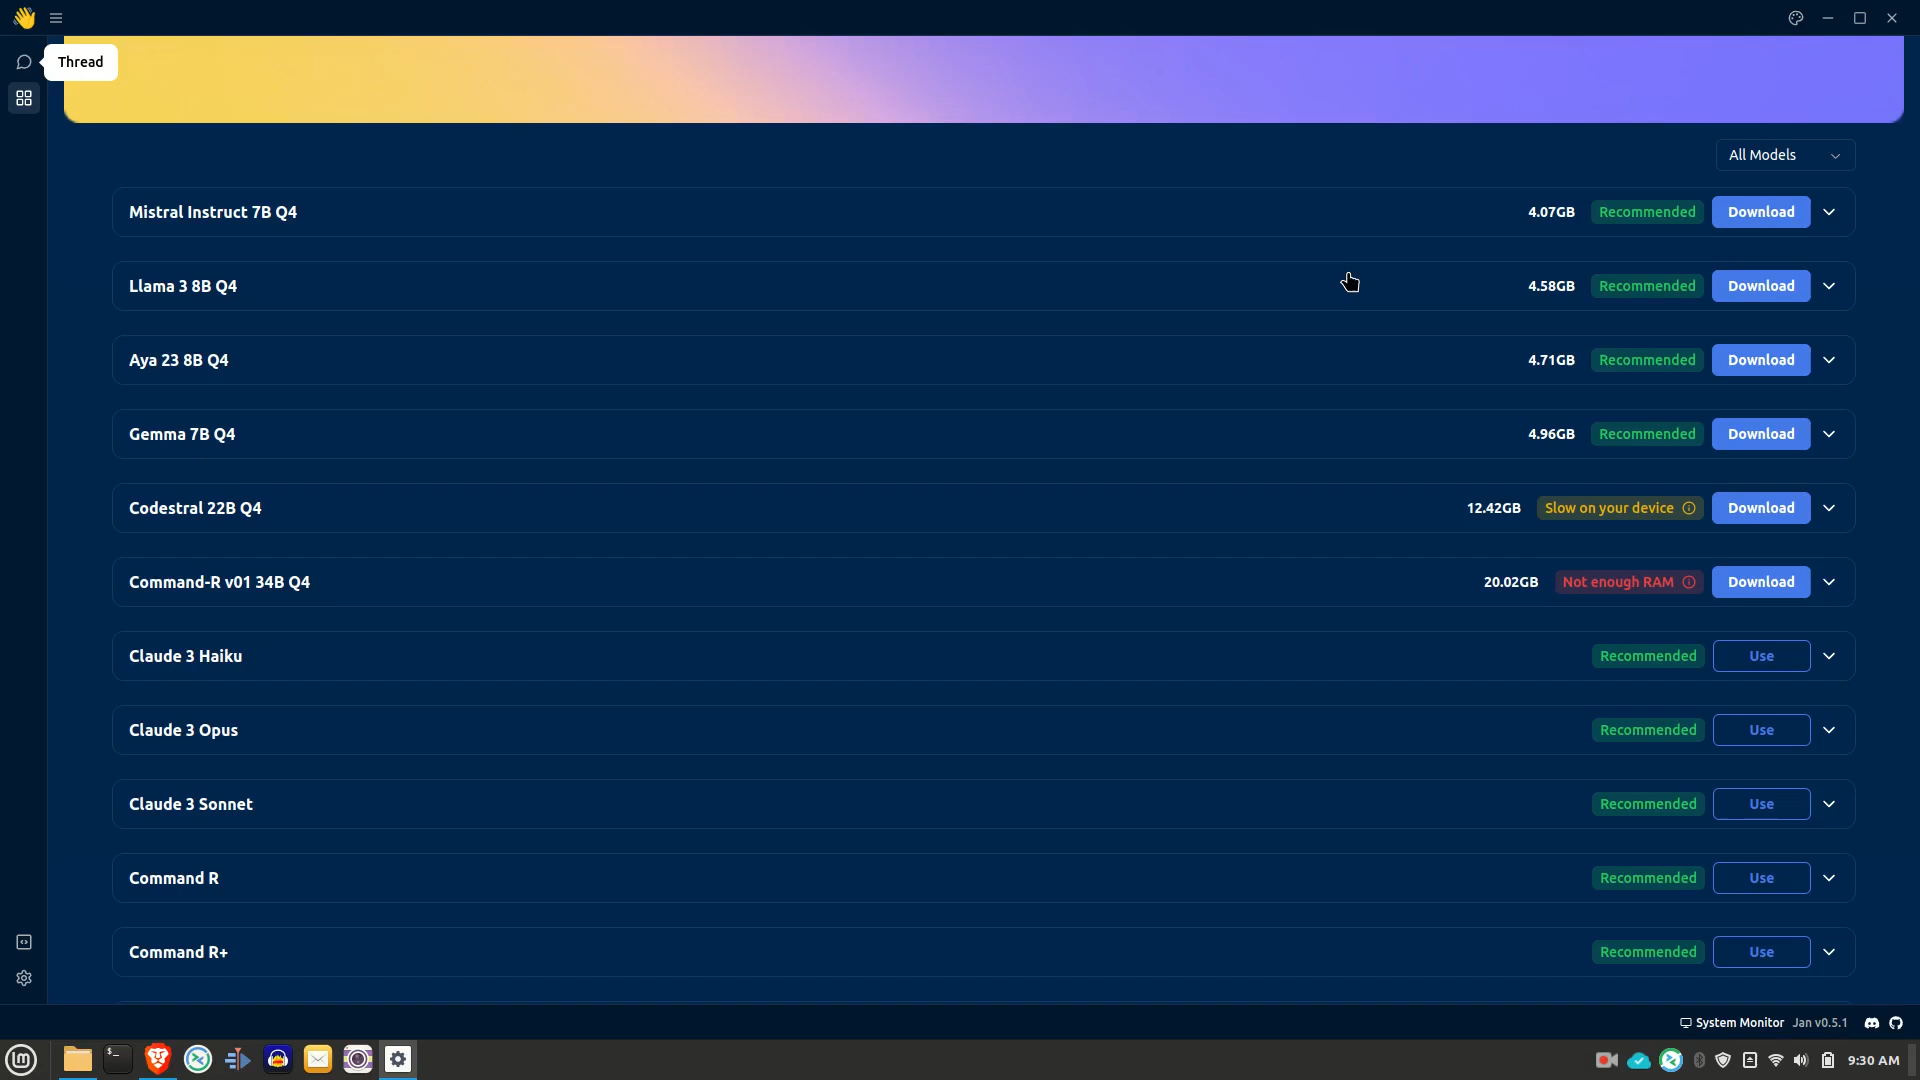 Thread
All Models
Mistral Instruct 7B Q4 4.07GB Recommended Download
Llama 3 8B Q4 4.58GB Recommended Download
Aya 23 8B Q4 4.71GB Recommended Download
Gemma 7B Q4 4.96GB Recommended Download
Codestral 22B Q4 12.42GB Slow on your device Download
Command-R v01 34B Q4 20.02GB Not enough RAM Download
Claude 3 Haiku Recommended Use
Claude 3 Opus Recommended Use
Claude 3 Sonnet Recommended Use
Command R Recommended Use
Command R+ Recommended Use
System Monitor Jan v0.5.1
9:30 AM